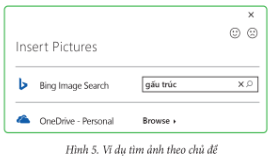 Insert Pictures
Bing Image Search gấu trúc
OneDrive - Personal Browse ›
Hình 5. Ví dụ tìm ảnh theo chủ đề